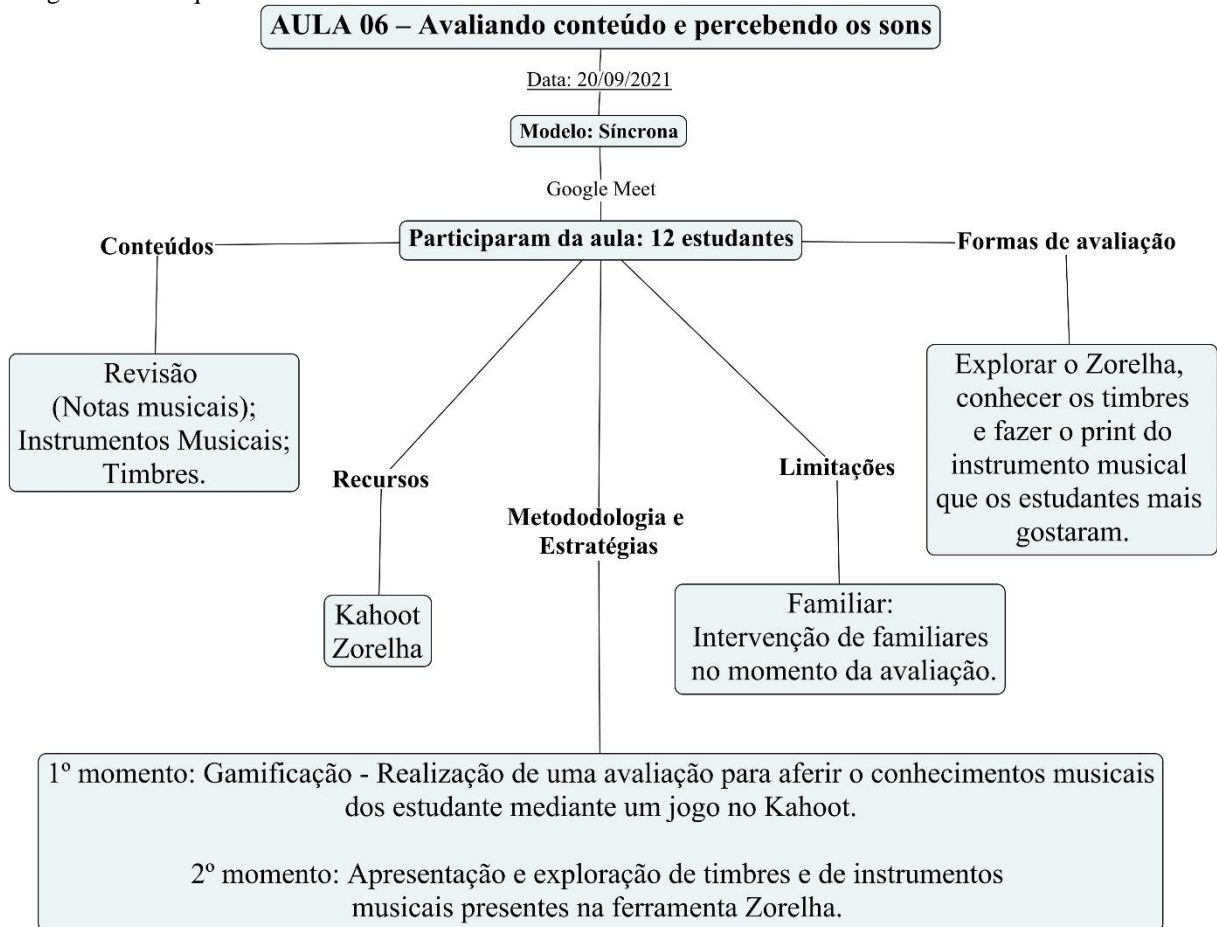 AULA 06 – Avaliando conteúdo e percebendo os sons
Data: 20/09/2021
Modelo: Síncrona
Google Meet
Participaram da aula: 12 estudantes
Conteúdos
Revisão
(Notas musicais);
Instrumentos Musicais;
Timbres.
Recursos
Kahoot
Zorelha
Metododologia e
Estratégias
Limitações
Familiar:
Intervenção de familiares
no momento da avaliação.
Formas de avaliação
Explorar o Zorelha,
conhecer os timbres
e fazer o print do
instrumento musical
que os estudantes mais
gostaram.
1º momento: Gamificação - Realização de uma avaliação para aferir o conhecimentos musicais
dos estudante mediante um jogo no Kahoot.
2º momento: Apresentação e exploração de timbres e de instrumentos
musicais presentes na ferramenta Zorelha.